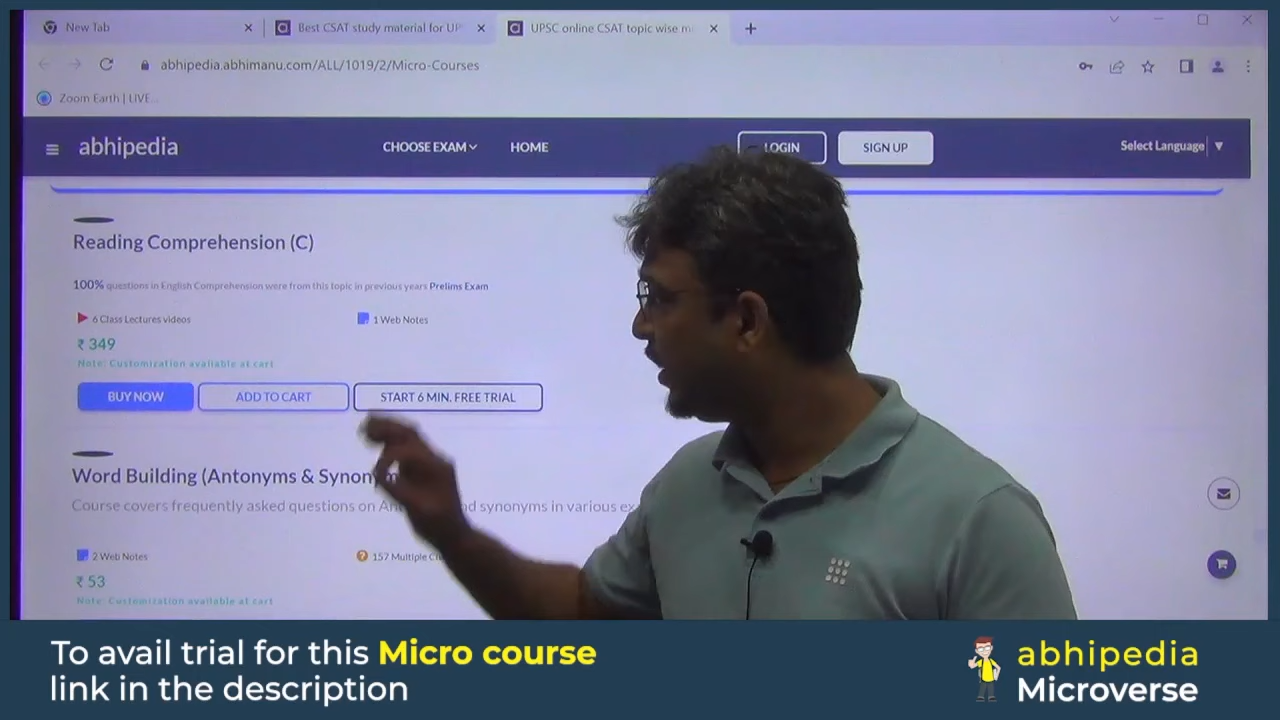 New Tab
Best CSAT study material for UP
UPSC online CSAT topic wise m
abhipedia.abhimanu.com/ALL/1019/2/Micro-Courses
Zoom Earth | LIVE...
abhipedia
CHOOSE EXAM
HOME
LOGIN
SIGN UP
Select Language
Reading Comprehension (C)
100% questions in English Comprehension were from this topic in previous years Prelims Exam
6 Class Lectures videos
1 Web Notes
₹ 349
Note: Customization available at cart
BUY NOW
ADD TO CART
START 6 MIN. FREE TRIAL
Word Building (Antonyms & Synonym
Course covers frequently asked questions on An d synonyms in various ex
2 Web Notes
157 Multiple C
₹ 53
Note: Customization available at cart
To avail trial for this Micro course
link in the description
abhipedia
Microverse